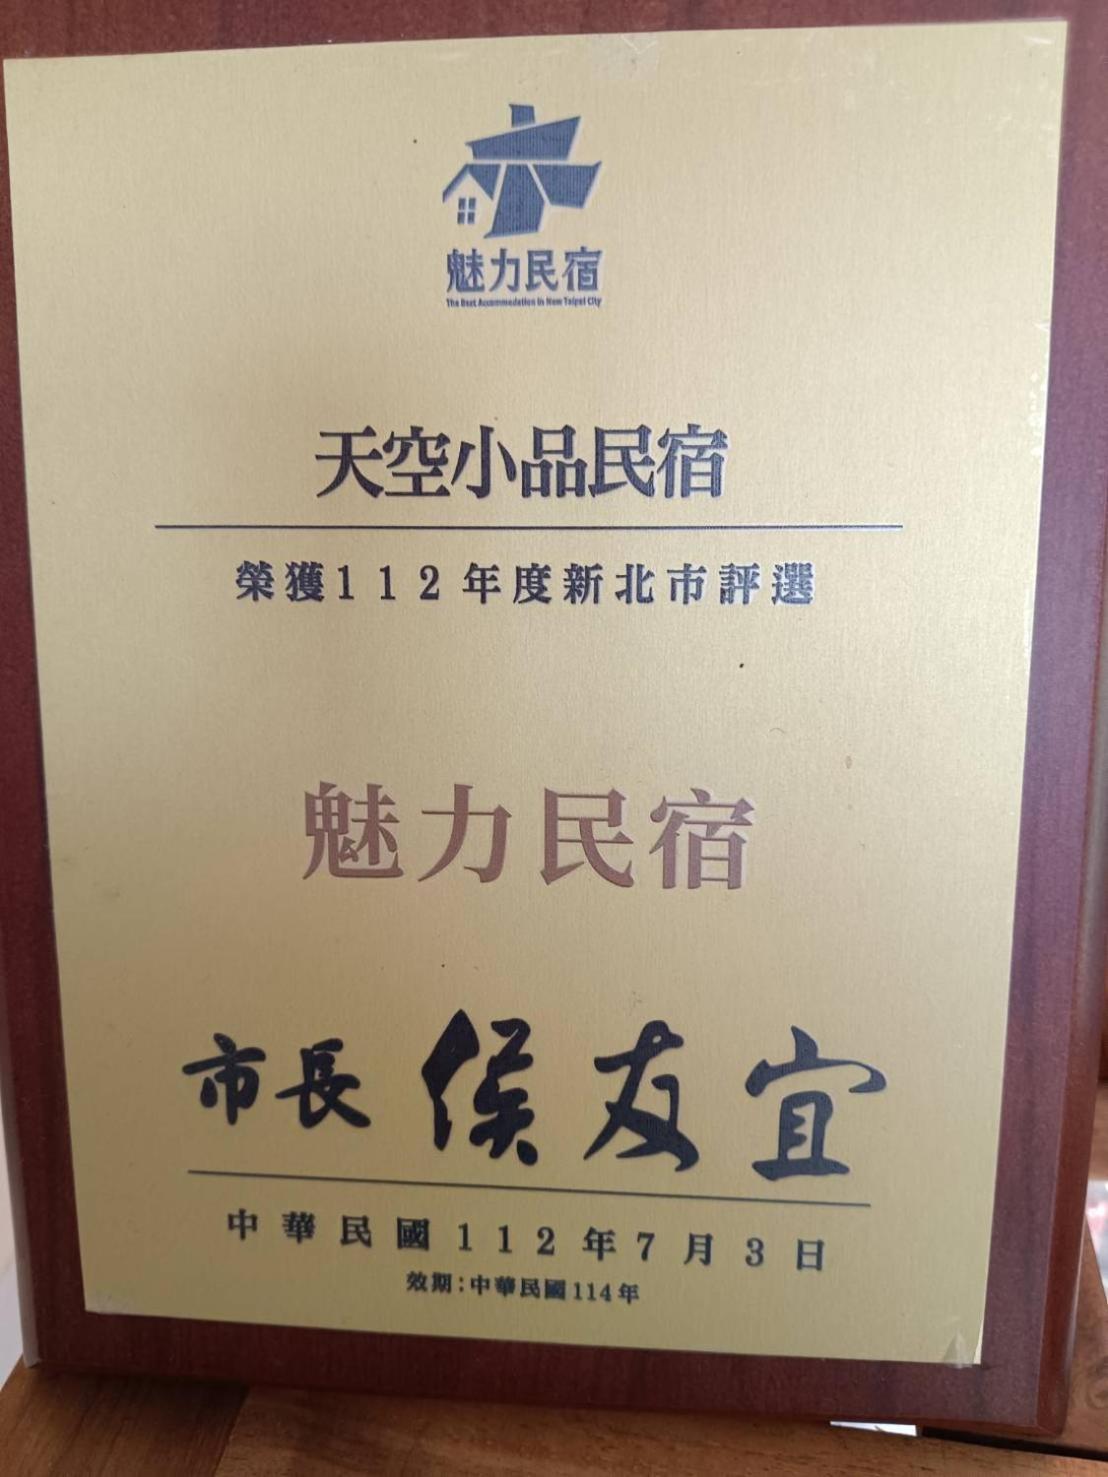 魅力民宿
The Best Accommodation in New Taipei City
天空小品民宿
榮獲112年度新北市評選
魅力民宿
市長 侯友宜
中華民國112年7月3日
效期:中華民國114年